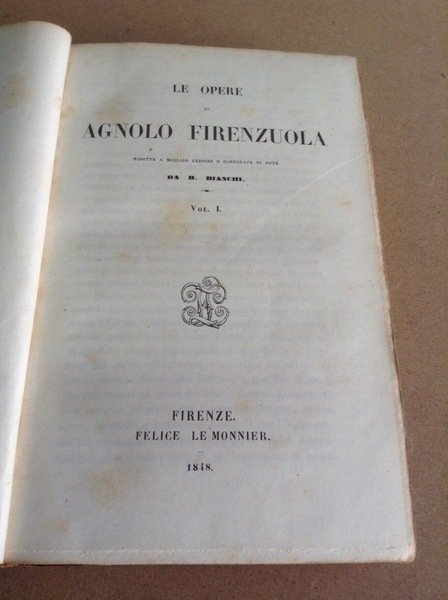 LE OPERE
DI
AGNOLO FIRENZUOLA
RIDOTTE A MIGLIOR LEZIONE E CORREDATE DI NOTE
DA B. BIANCHI.
VOL. I.
FIRENZE.
FELICE LE MONNIER.
1848.